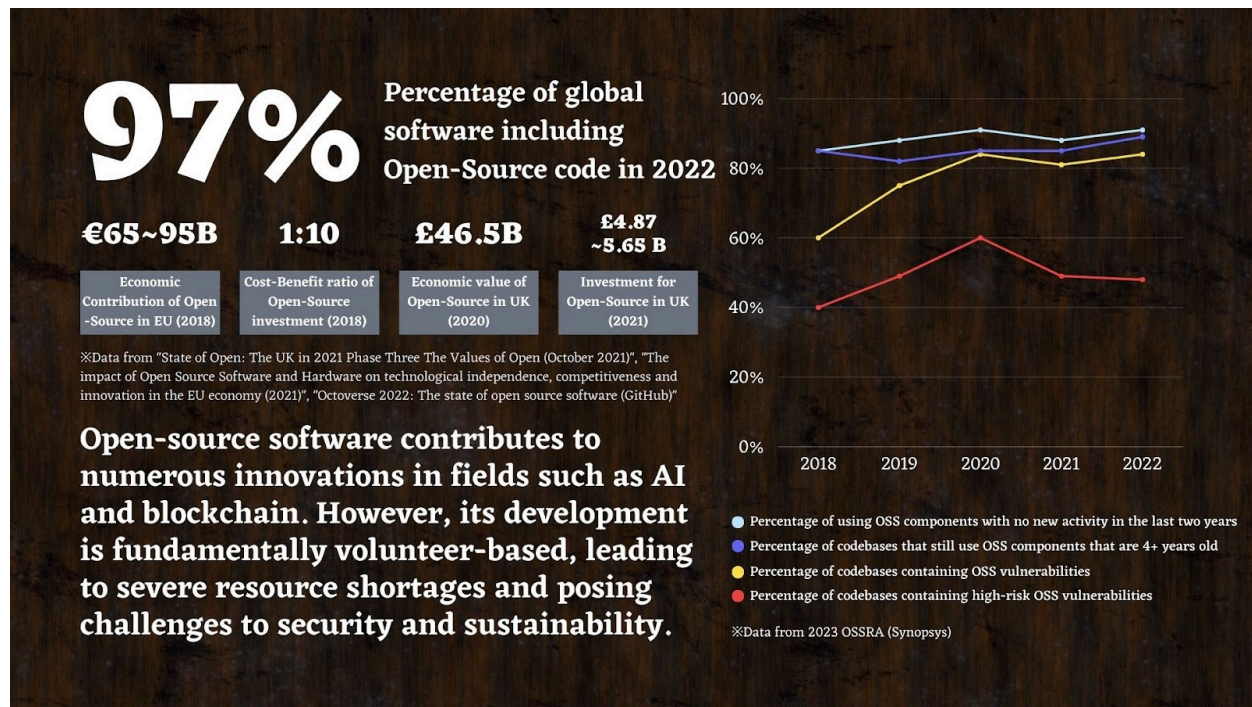 97%
Percentage of global
software including
Open-Source code in 2022
€65~95B
Economic
Contribution of Open
-Source in EU (2018)
1:10
Cost-Benefit ratio of
Open-Source
investment (2018)
£46.5B
Economic value of
Open-Source in UK
(2020)
£4.87
~5.65 B
Investment for
Open-Source in UK
(2021)
※Data from "State of Open: The UK in 2021 Phase Three The Values of Open (October 2021)", "The
impact of Open Source Software and Hardware on technological independence, competitiveness and
innovation in the EU economy (2021)", "Octoverse 2022: The state of open source software (GitHub)"
Open-source software contributes to
numerous innovations in fields such as AI
and blockchain. However, its development
is fundamentally volunteer-based, leading
to severe resource shortages and posing
challenges to security and sustainability.
100%
80%
60%
40%
20%
0%
2018 2019 2020 2021 2022
Percentage of using OSS components with no new activity in the last two years
Percentage of codebases that still use OSS components that are 4+ years old
Percentage of codebases containing OSS vulnerabilities
Percentage of codebases containing high-risk OSS vulnerabilities
※Data from 2023 OSSRA (Synopsys)